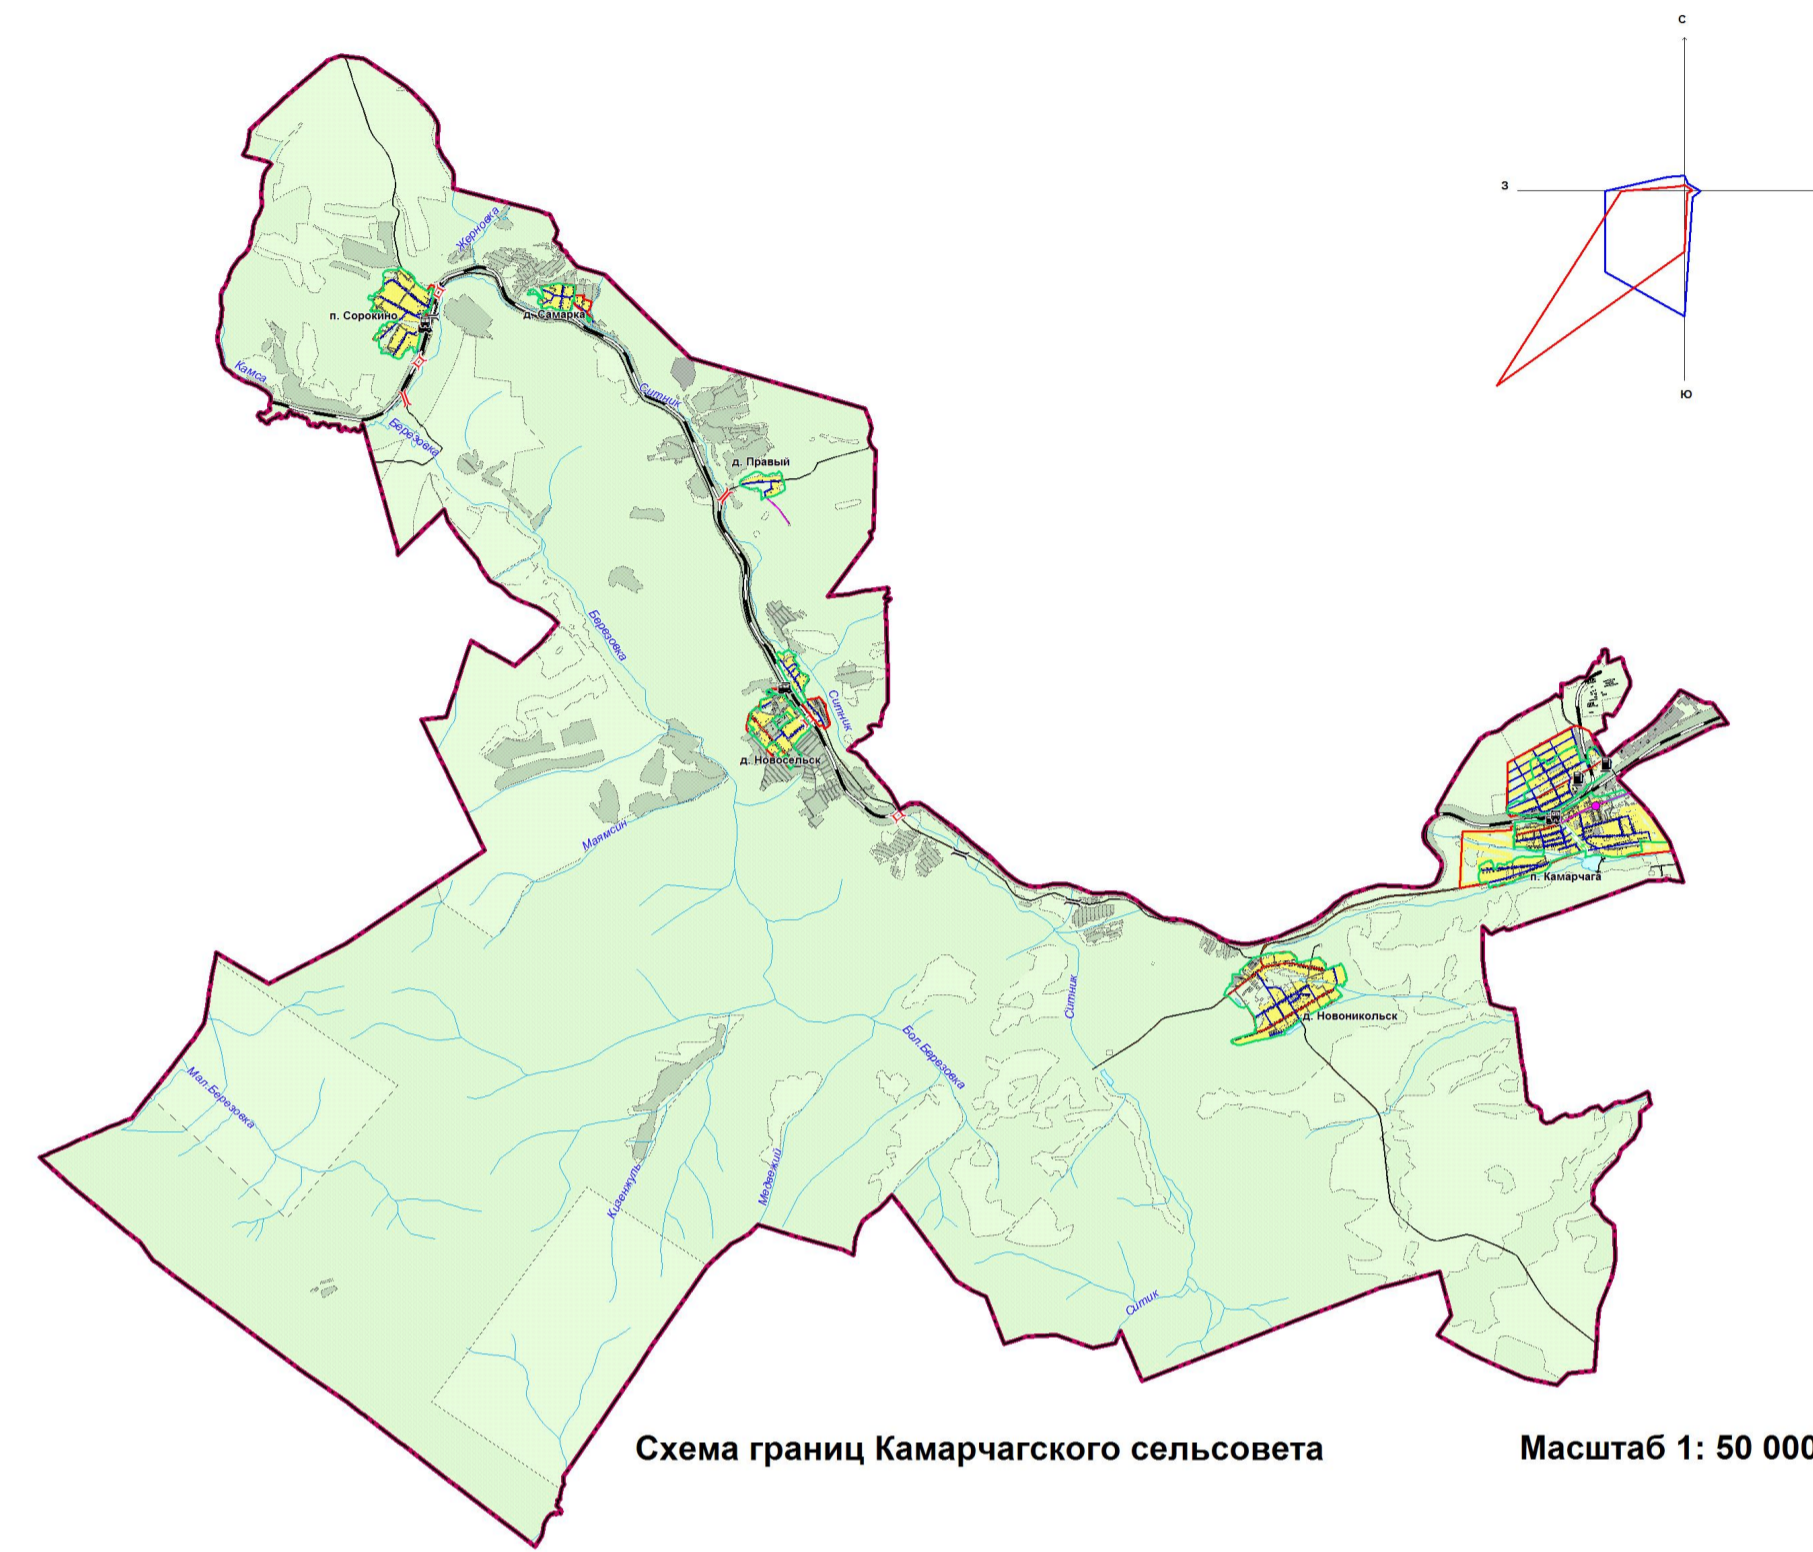 С
З
Ю
Жерновка
п. Сорокино
д. Самарка
Камса
Ситник
Березовка
д. Правый
Березовка
Ситник
д. Новосельск
Маямсин
п. Камарчага
Ситник
д. Новоникольск
Бол.Березовка
Мал.Березовка
Кизенжуль
Медвежий
Ситик
Схема границ Камарчагского сельсовета
Масштаб 1: 50 000